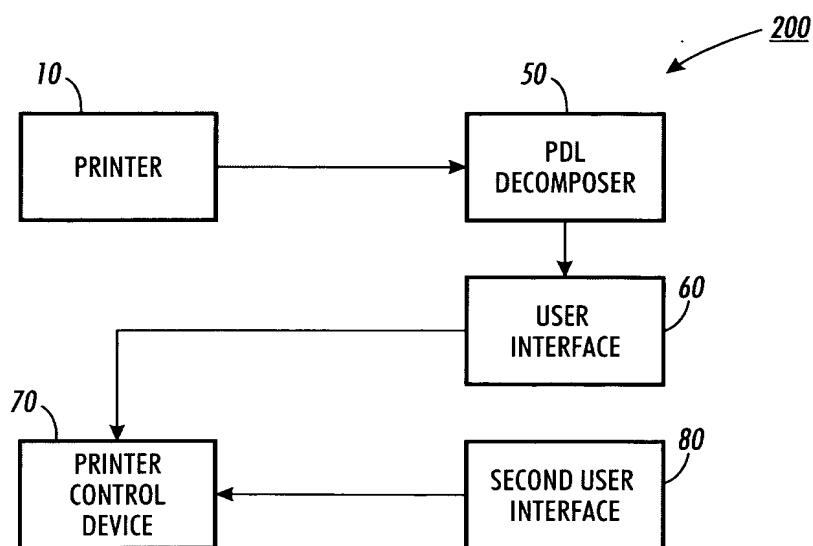 200
10
50
PRINTER
PDL
DECOMPOSER
60
USER
INTERFACE
70
80
PRINTER
CONTROL
DEVICE
SECOND USER
INTERFACE